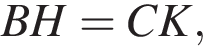 BH = CK,